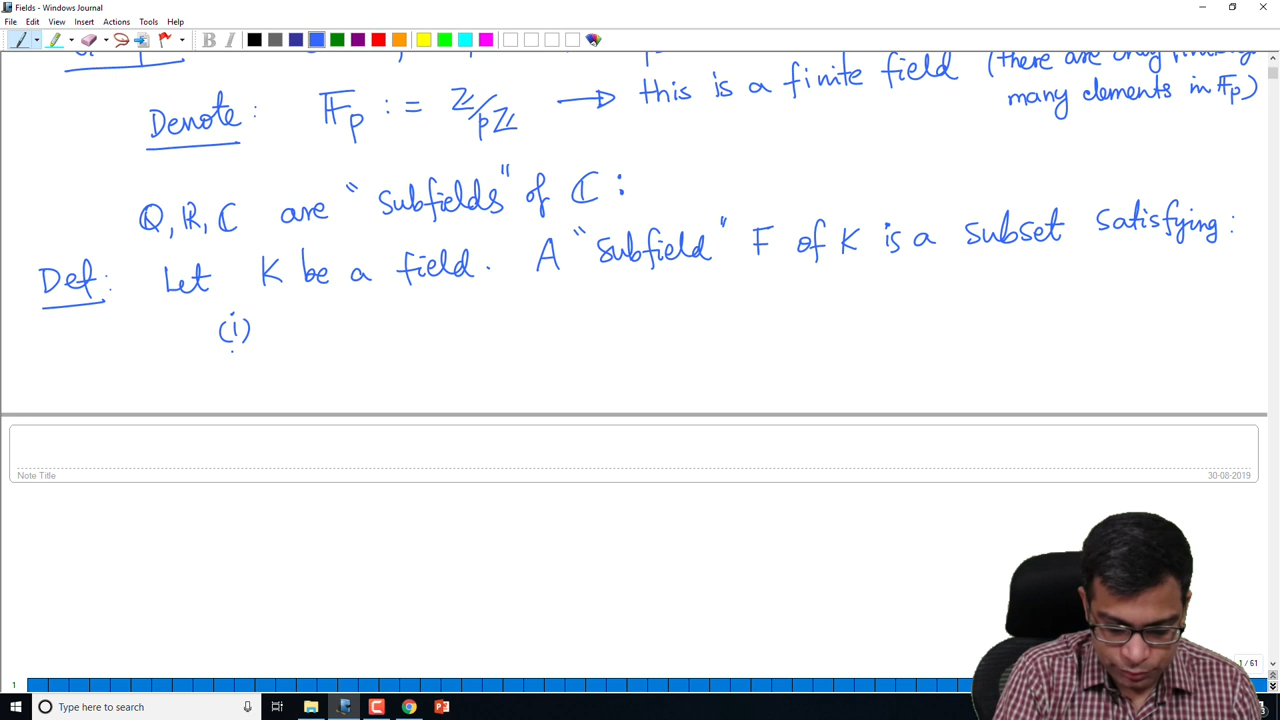 Fields - Windows Journal
File Edit View Insert Actions Tools Help
this is a finite field (there are only finitely
many elements in 𝔽p)
Denote: 𝔽p := ℤ/pℤ ⟶
ℚ, ℝ, ℂ are "subfields" of ℂ:
Def: Let K be a field. A "subfield" F of K is a subset satisfying:
(i)
Note Title
30-08-2019
1 / 61
1
Type here to search